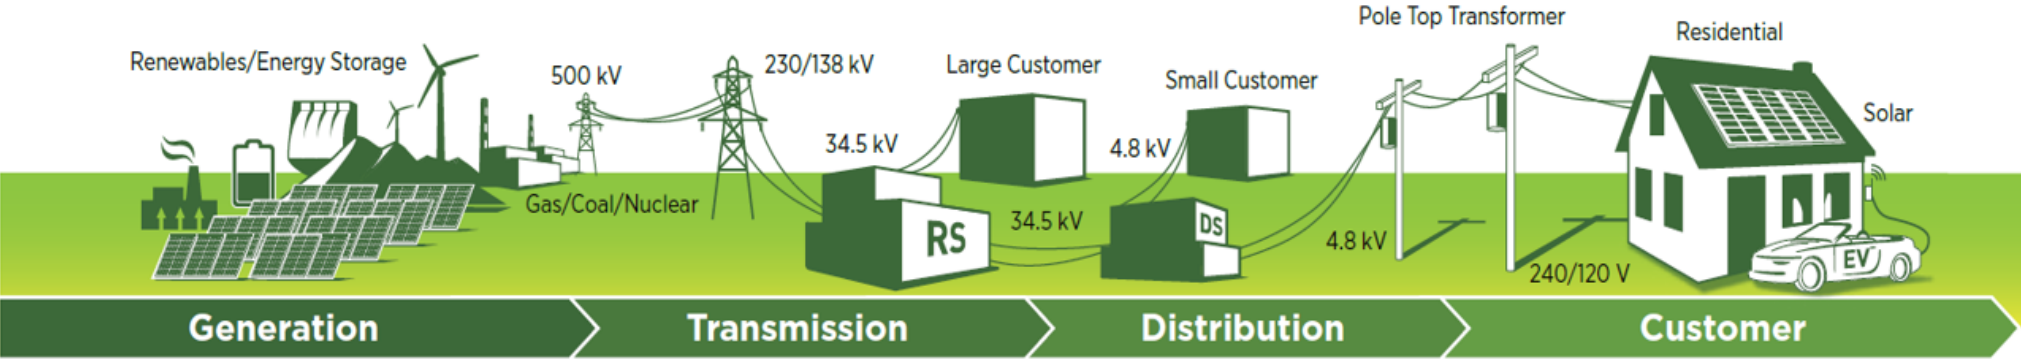 Renewables/Energy Storage
500 kV
Gas/Coal/Nuclear
230/138 kV
34.5 kV
RS
Large Customer
34.5 kV
Small Customer
4.8 kV
DS
4.8 kV
Pole Top Transformer
240/120 V
Residential
Solar
EV
Generation
Transmission
Distribution
Customer